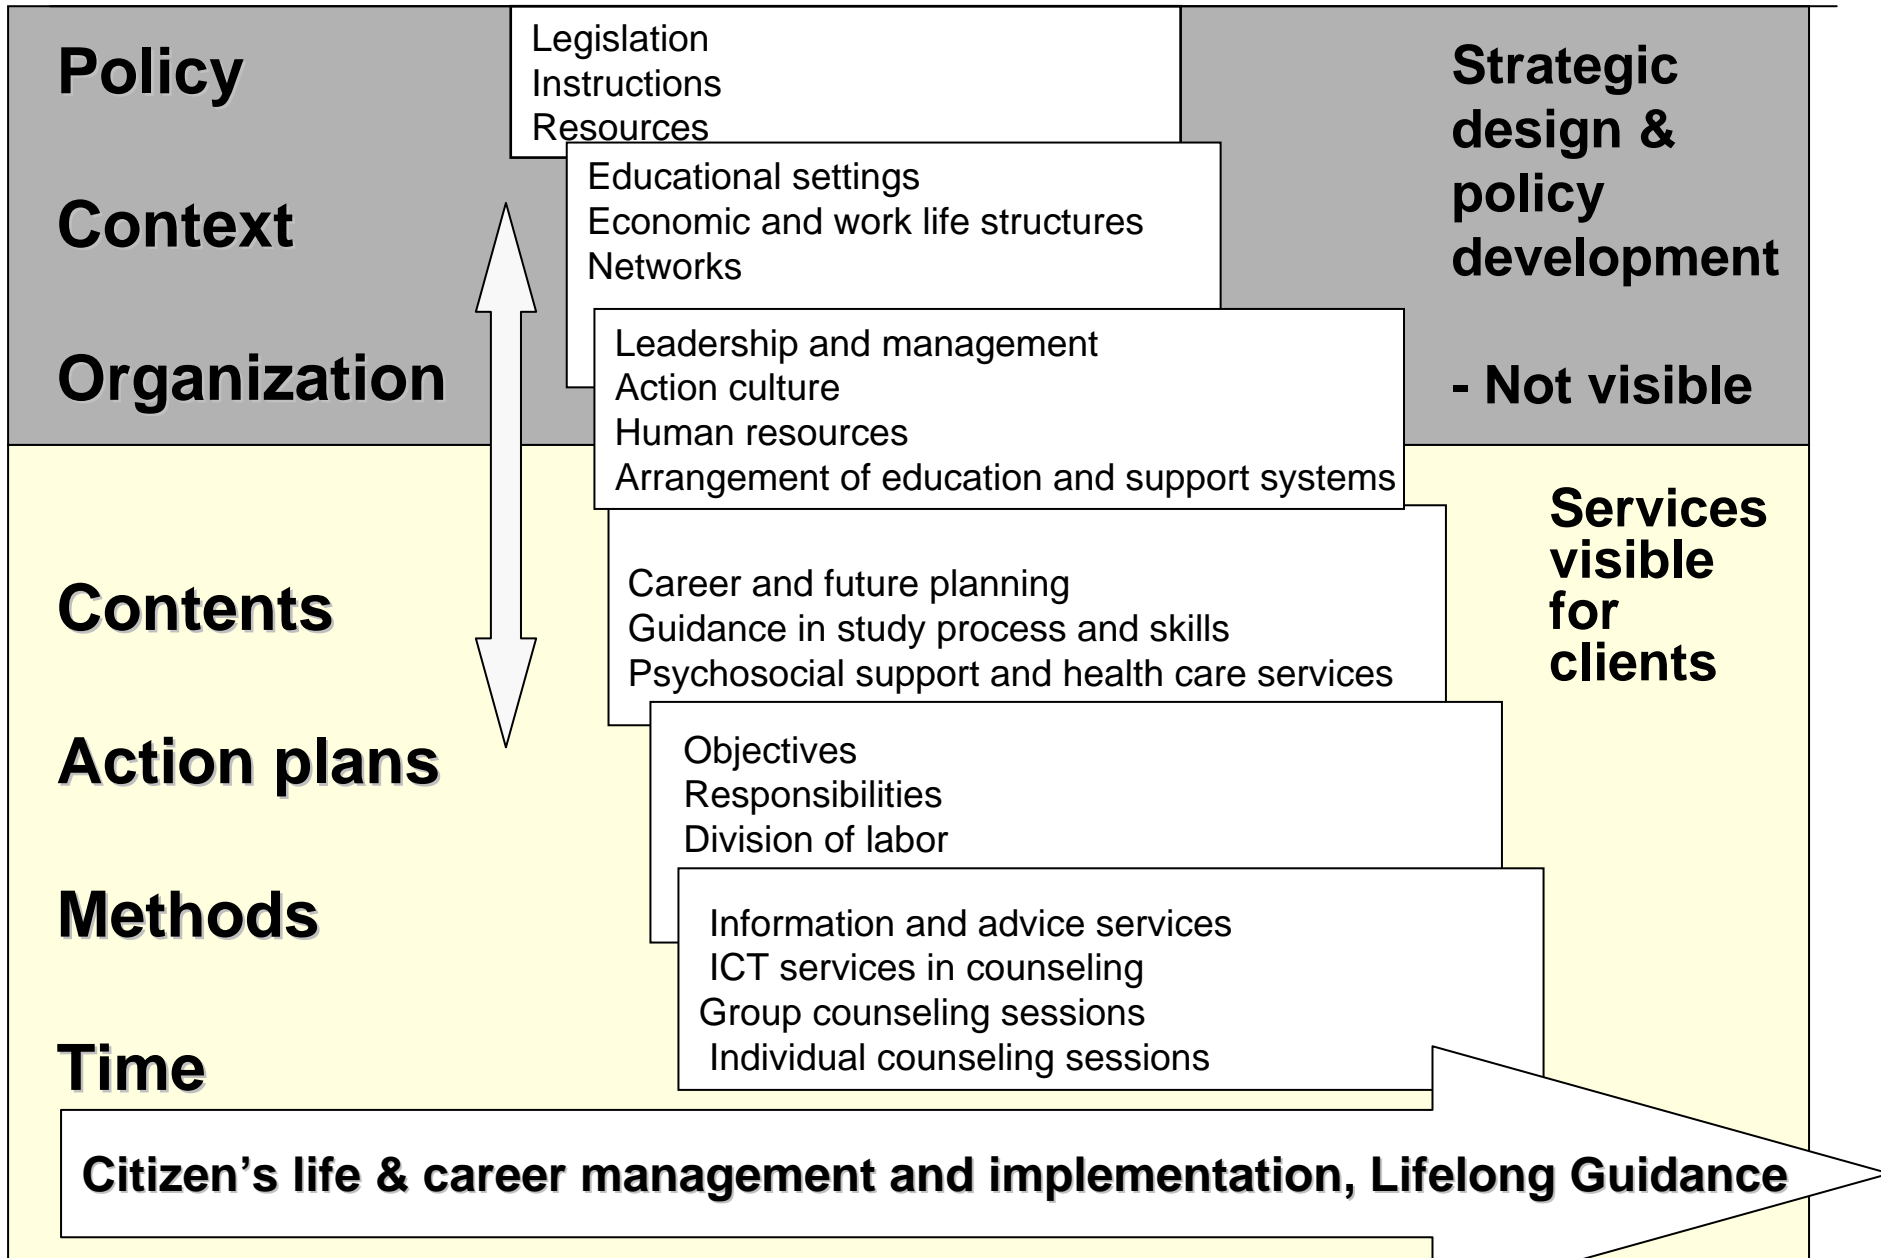 Policy
Legislation
Instructions
Resources
Strategic
design &
policy
development
- Not visible
Context
Educational settings
Economic and work life structures
Networks
Organization
Leadership and management
Action culture
Human resources
Arrangement of education and support systems
Services
visible
for
clients
Contents
Career and future planning
Guidance in study process and skills
Psychosocial support and health care services
Action plans
Objectives
Responsibilities
Division of labor
Methods
Information and advice services
ICT services in counseling
Group counseling sessions
Individual counseling sessions
Time
Citizen's life & career management and implementation, Lifelong Guidance